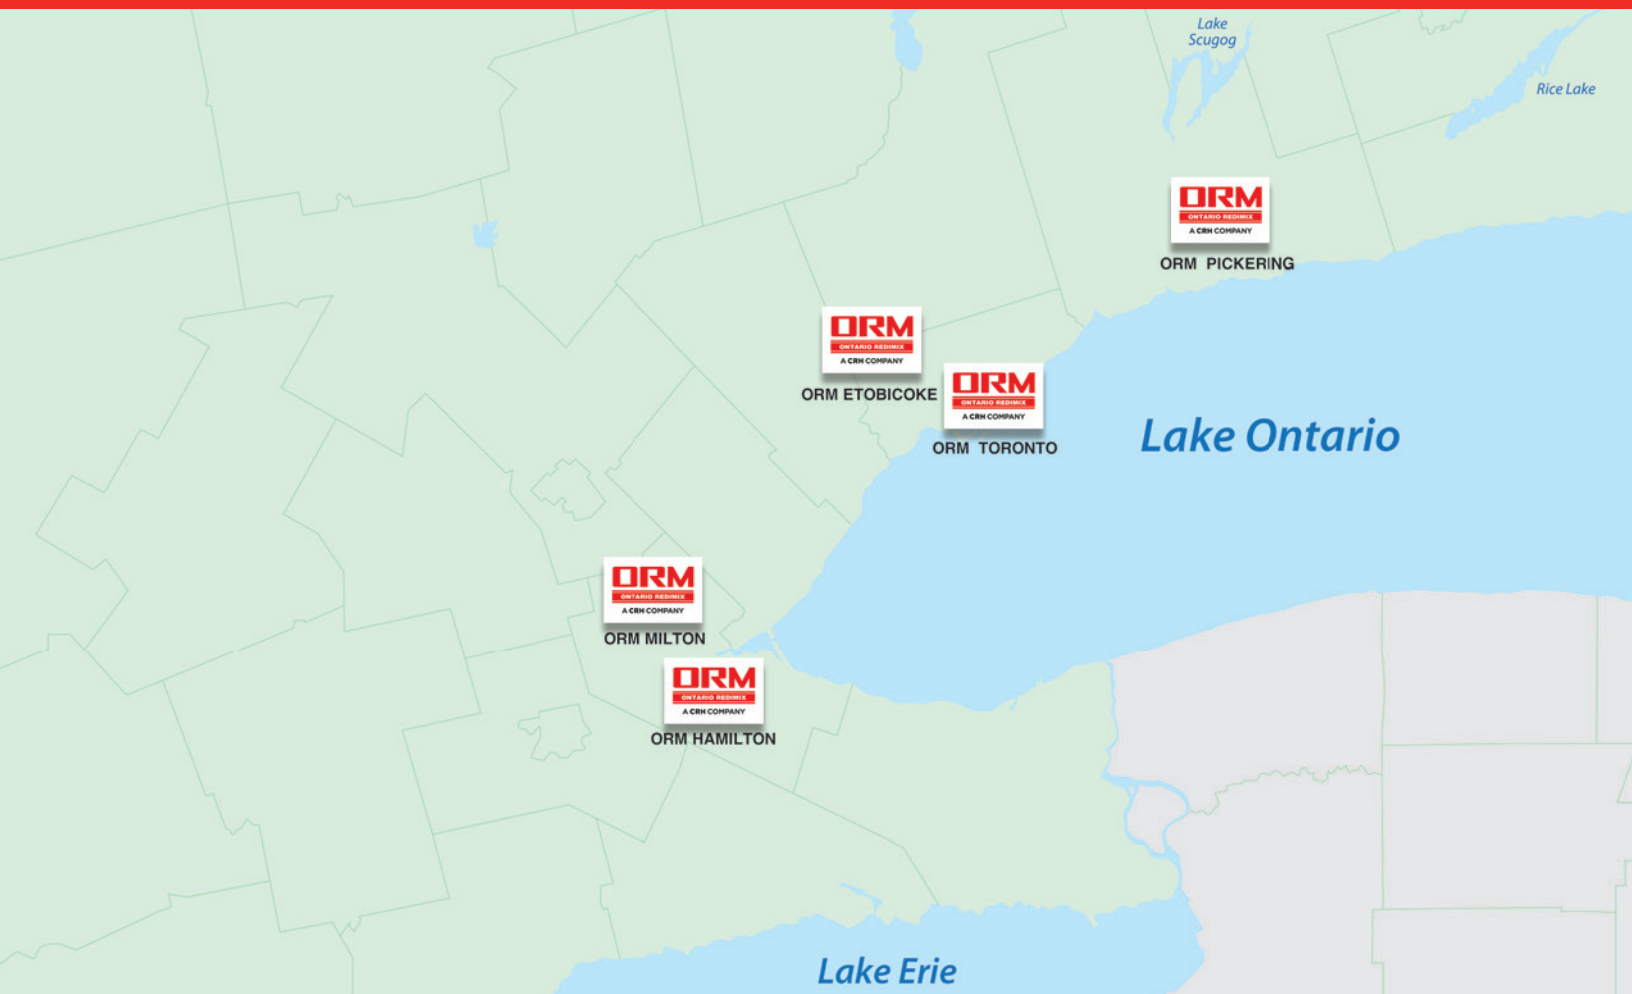 Lake
Scugog
Rice Lake
ORM
ONTARIO REDIMIX
A CRH COMPANY
ORM PICKERING
ORM
ONTARIO REDIMIX
A CRH COMPANY
ORM ETOBICOKE
ORM
ONTARIO REDIMIX
A CRH COMPANY
ORM TORONTO
Lake Ontario
ORM
ONTARIO REDIMIX
A CRH COMPANY
ORM MILTON
ORM
ONTARIO REDIMIX
A CRH COMPANY
ORM HAMILTON
Lake Erie